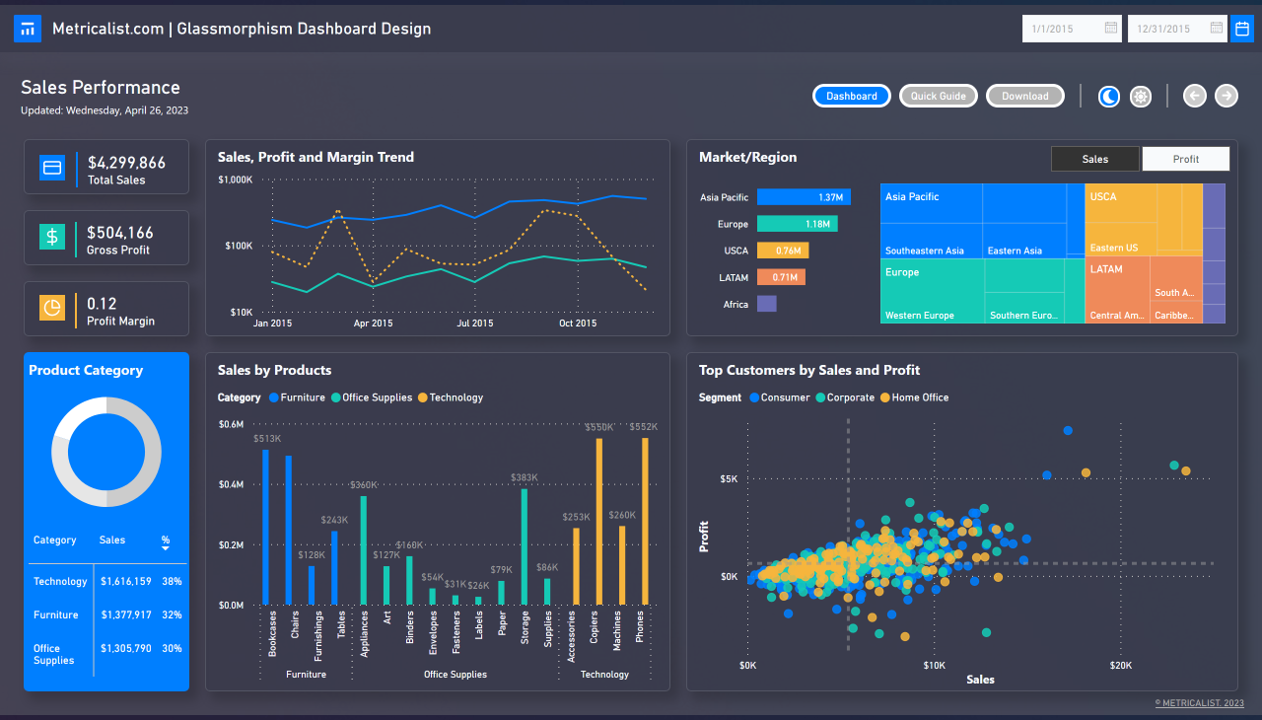 Metricalist.com | Glassmorphism Dashboard Design
1/1/2015
12/31/2015
Sales Performance
Updated: Wednesday, April 26, 2023
Dashboard
Quick Guide
Download
$4,299,866
Total Sales
$504,166
Gross Profit
0.12
Profit Margin
Sales, Profit and Margin Trend
$1,000K
$100K
$10K
Jan 2015
Apr 2015
Jul 2015
Oct 2015
Market/Region
Sales
Profit
Asia Pacific
1.37M
Europe
1.18M
USCA
0.76M
LATAM
0.71M
Africa
Asia Pacific
Southeastern Asia
Eastern Asia
USCA
Eastern US
Europe
Western Europe
Southern Euro...
LATAM
Central Am...
South A...
Caribbe...
Product Category
Category
Sales
%
Technology $1,616,159 38%
Furniture $1,377,917 32%
Office
Supplies
$1,305,790 30%
Sales by Products
Category Furniture Office Supplies Technology
$0.6M
$0.4M
$0.2M
$0.0M
$513K
$128K
$243K
$360K
$127K
$160K
$54K
$31K
$26K
$79K
$383K
$86K
$253K
$550K
$260K
$552K
Bookcases
Chairs
Furnishings
Tables
Appliances
Art
Binders
Envelopes
Fasteners
Labels
Paper
Storage
Supplies
Accessories
Copiers
Machines
Phones
Furniture
Office Supplies
Technology
Top Customers by Sales and Profit
Segment Consumer Corporate Home Office
Profit
$5K
$0K
$0K
$10K
$20K
Sales
© METRICALIST, 2023